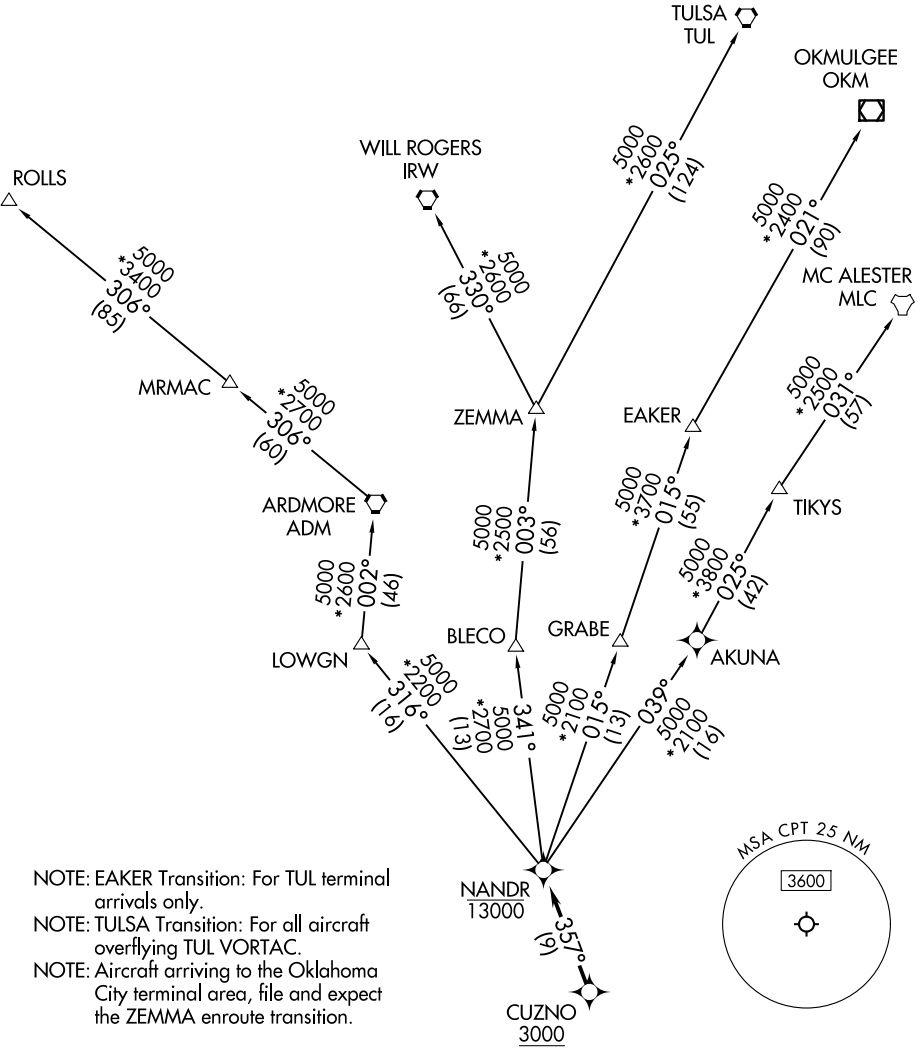 TULSA
TUL
OKMULGEE
OKM
5000
*2600
025°
(124)
WILL ROGERS
IRW
5000
*2400
021°
(90)
ROLLS
5000
*3400
306°
(85)
5000
*2600
330°
(66)
MC ALESTER
MLC
MRMAC
5000
*2700
306°
(60)
ZEMMA
EAKER
5000
*2500
031°
(57)
ARDMORE
ADM
5000
*2500
003°
(56)
5000
*3700
015°
(55)
TIKYS
5000
*2600
002°
(46)
5000
*3800
025°
(42)
LOWGN
BLECO
GRABE
AKUNA
5000
*2200
316°
(16)
341°
5000
*2700
(13)
5000
*2100
015°
(13)
039°
5000
*2100
(16)
MSA CPT 25 NM
3600
NANDR
13000
357°
(9)
CUZNO
3000
NOTE: EAKER Transition: For TUL terminal
arrivals only.
NOTE: TULSA Transition: For all aircraft
overflying TUL VORTAC.
NOTE: Aircraft arriving to the Oklahoma
City terminal area, file and expect
the ZEMMA enroute transition.